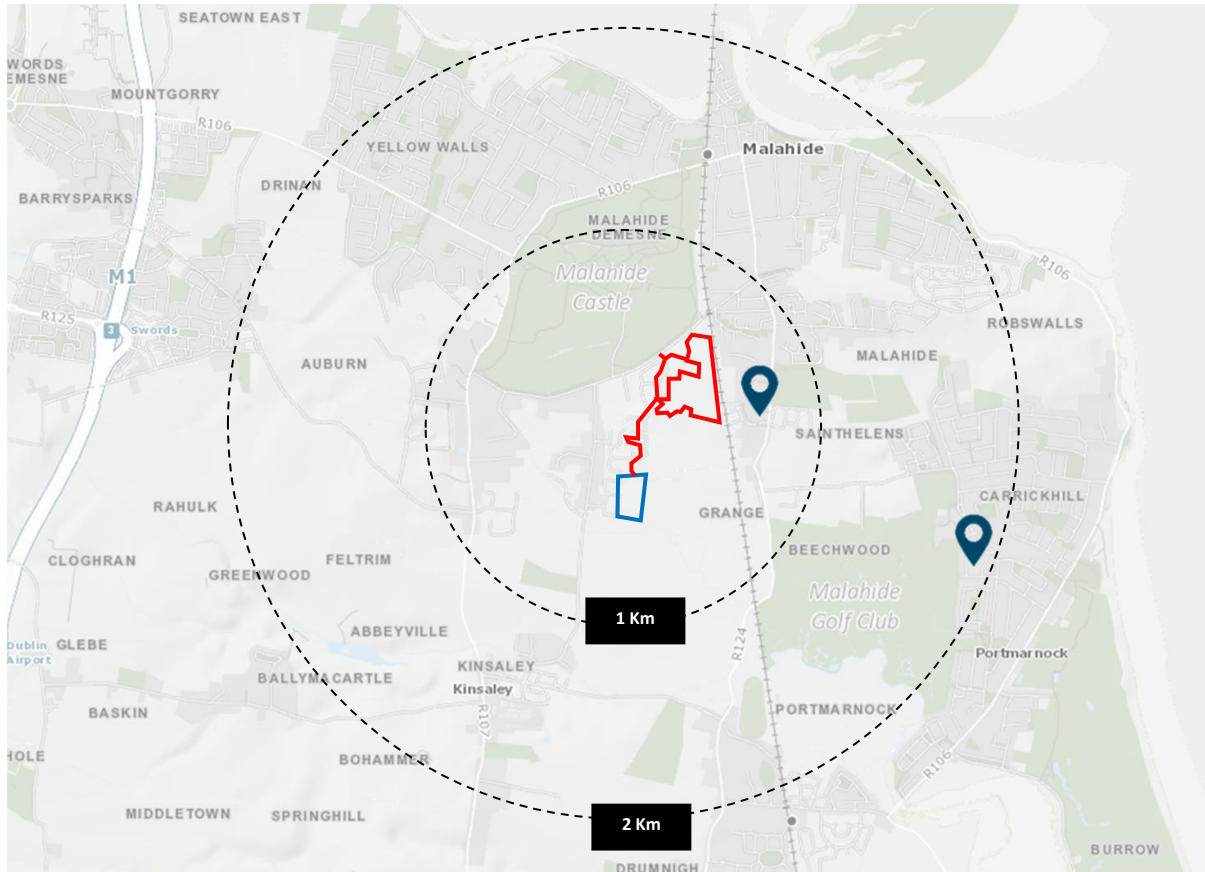 SEATOWN EAST
WORDS
EMESNE
MOUNTGORRY
R106
YELLOW WALLS
Malahide
DRINAN
R106
BARRYSPARKS
MALAHIDE
DEMESNE
M1
Malahide
Castle
R106
R125
3
Swords
ROBSWALLS
AUBURN
MALAHIDE
SAINTHELENS
RAHULK
GRANGE
CARRICKHILL
CLOGHRAN
FELTRIM
BEECHWOOD
GREENWOOD
Malahide
Golf Club
1 Km
ABBEYVILLE
Dublin
Airport
GLEBE
R124
Portmarnock
KINSALEY
BALLYMACARTLE
Kinsaley
BASKIN
R107
PORTMARNOCK
HOLE
BOHAMMER
R106
MIDDLETOWN
SPRINGHILL
2 Km
BURROW
DRUMNIGH